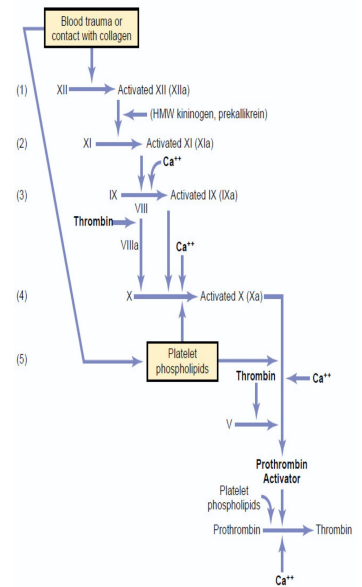 Blood trauma or
contact with collagen
(1) XII Activated XII (XIIa)
(HMW kininogen, prekallikrein)
(2) XI Activated XI (XIa)
Ca++
(3) IX Activated IX (IXa)
VIII
Thrombin
VIIIa
Ca++
(4) X Activated X (Xa)
(5)
Platelet
phospholipids
Thrombin
Ca++
V
Prothrombin
Activator
Platelet
phospholipids
Prothrombin Thrombin
Ca++